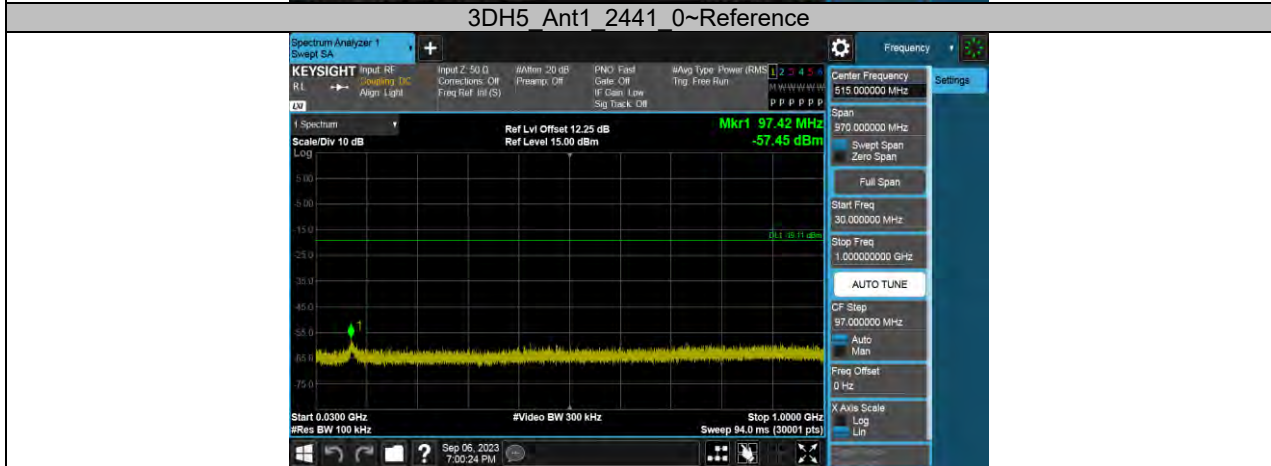 3DH5_Ant1_2441_0~Reference
Spectrum Analyzer 1
Swept SA
+
Frequency
KEYSIGHT
RL
LXI
Input: RF
Coupling: DC
Align: Light
Input Z: 50 Ω
Corrections: Off
Freq Ref: Int (S)
#Atten: 20 dB
Preamp: Off
PNO: Fast
Gate: Off
IF Gain: Low
Sig Track: Off
#Avg Type: Power (RMS
Trig: Free Run
1 2 3 4 5 6
M W W W W W
P P P P P P
Center Frequency
515.000000 MHz
Settings
1 Spectrum
Scale/Div 10 dB
Log
Ref Lvl Offset 12.25 dB
Ref Level 15.00 dBm
Mkr1 97.42 MHz
-57.45 dBm
Span
970.000000 MHz
Swept Span
Zero Span
Full Span
Start Freq
30.000000 MHz
Stop Freq
1.000000000 GHz
AUTO TUNE
CF Step
97.000000 MHz
Auto
Man
Freq Offset
0 Hz
X Axis Scale
Log
Lin
5.00
-5.00
-15.0
-25.0
-35.0
-45.0
-55.0
-65.0
-75.0
1
Start 0.0300 GHz
#Res BW 100 kHz
#Video BW 300 kHz
Stop 1.0000 GHz
Sweep 94.0 ms (30001 pts)
?
Sep 06, 2023
7:00:24 PM